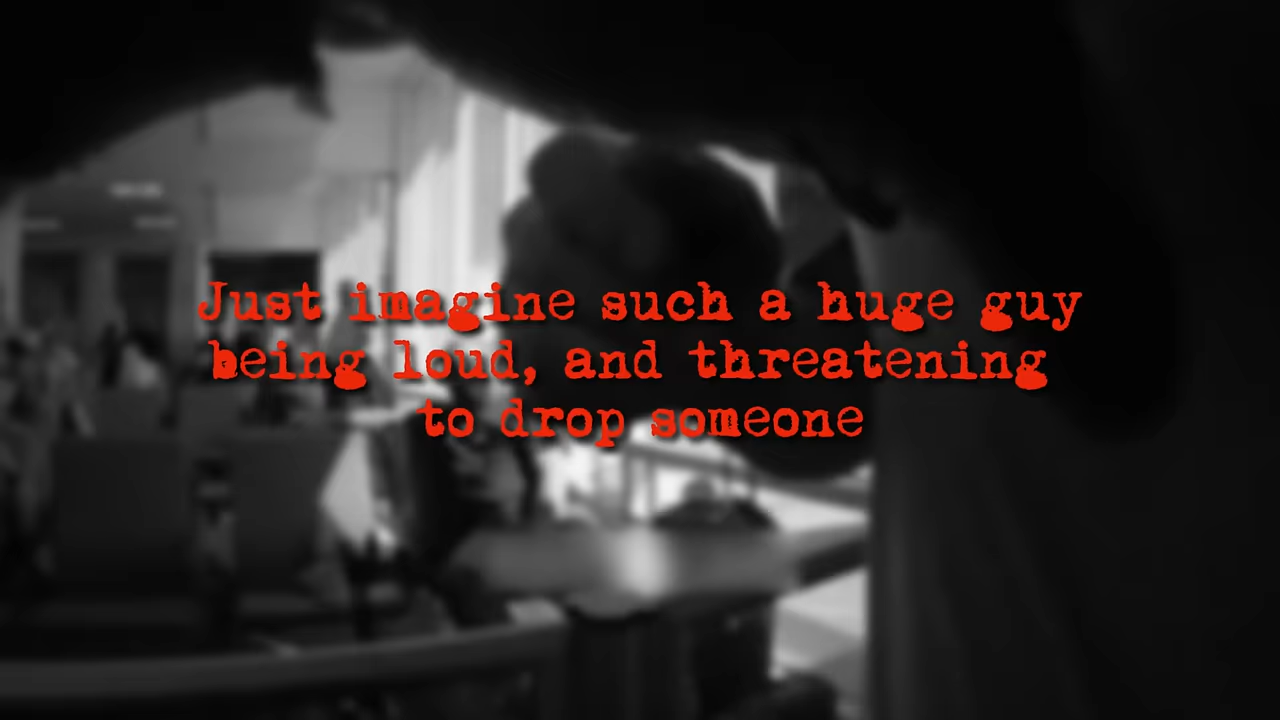 Just imagine such a huge guy
being loud, and threatening
to drop someone